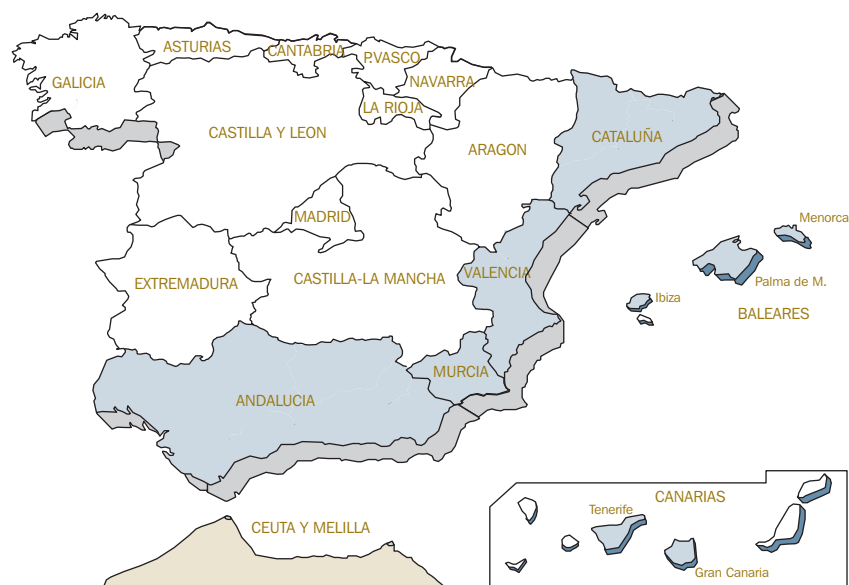 ASTURIAS
CANTABRIA
P.VASCO
GALICIA
NAVARRA
LA RIOJA
CASTILLA Y LEON
CATALUÑA
ARAGON
MADRID
Menorca
VALENCIA
EXTREMADURA
CASTILLA-LA MANCHA
Palma de M.
Ibiza
BALEARES
MURCIA
ANDALUCIA
CANARIAS
Tenerife
CEUTA Y MELILLA
Gran Canaria